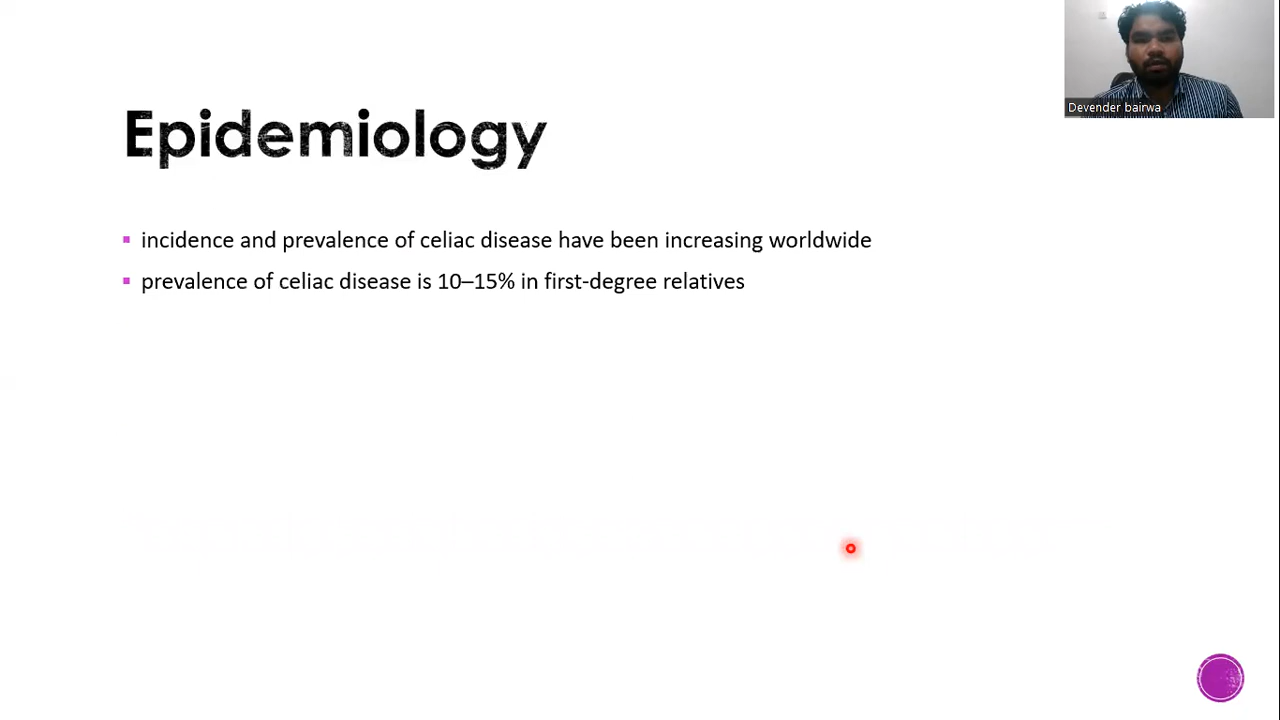 Devender bairwa
Epidemiology
incidence and prevalence of celiac disease have been increasing worldwide
prevalence of celiac disease is 10–15% in first-degree relatives